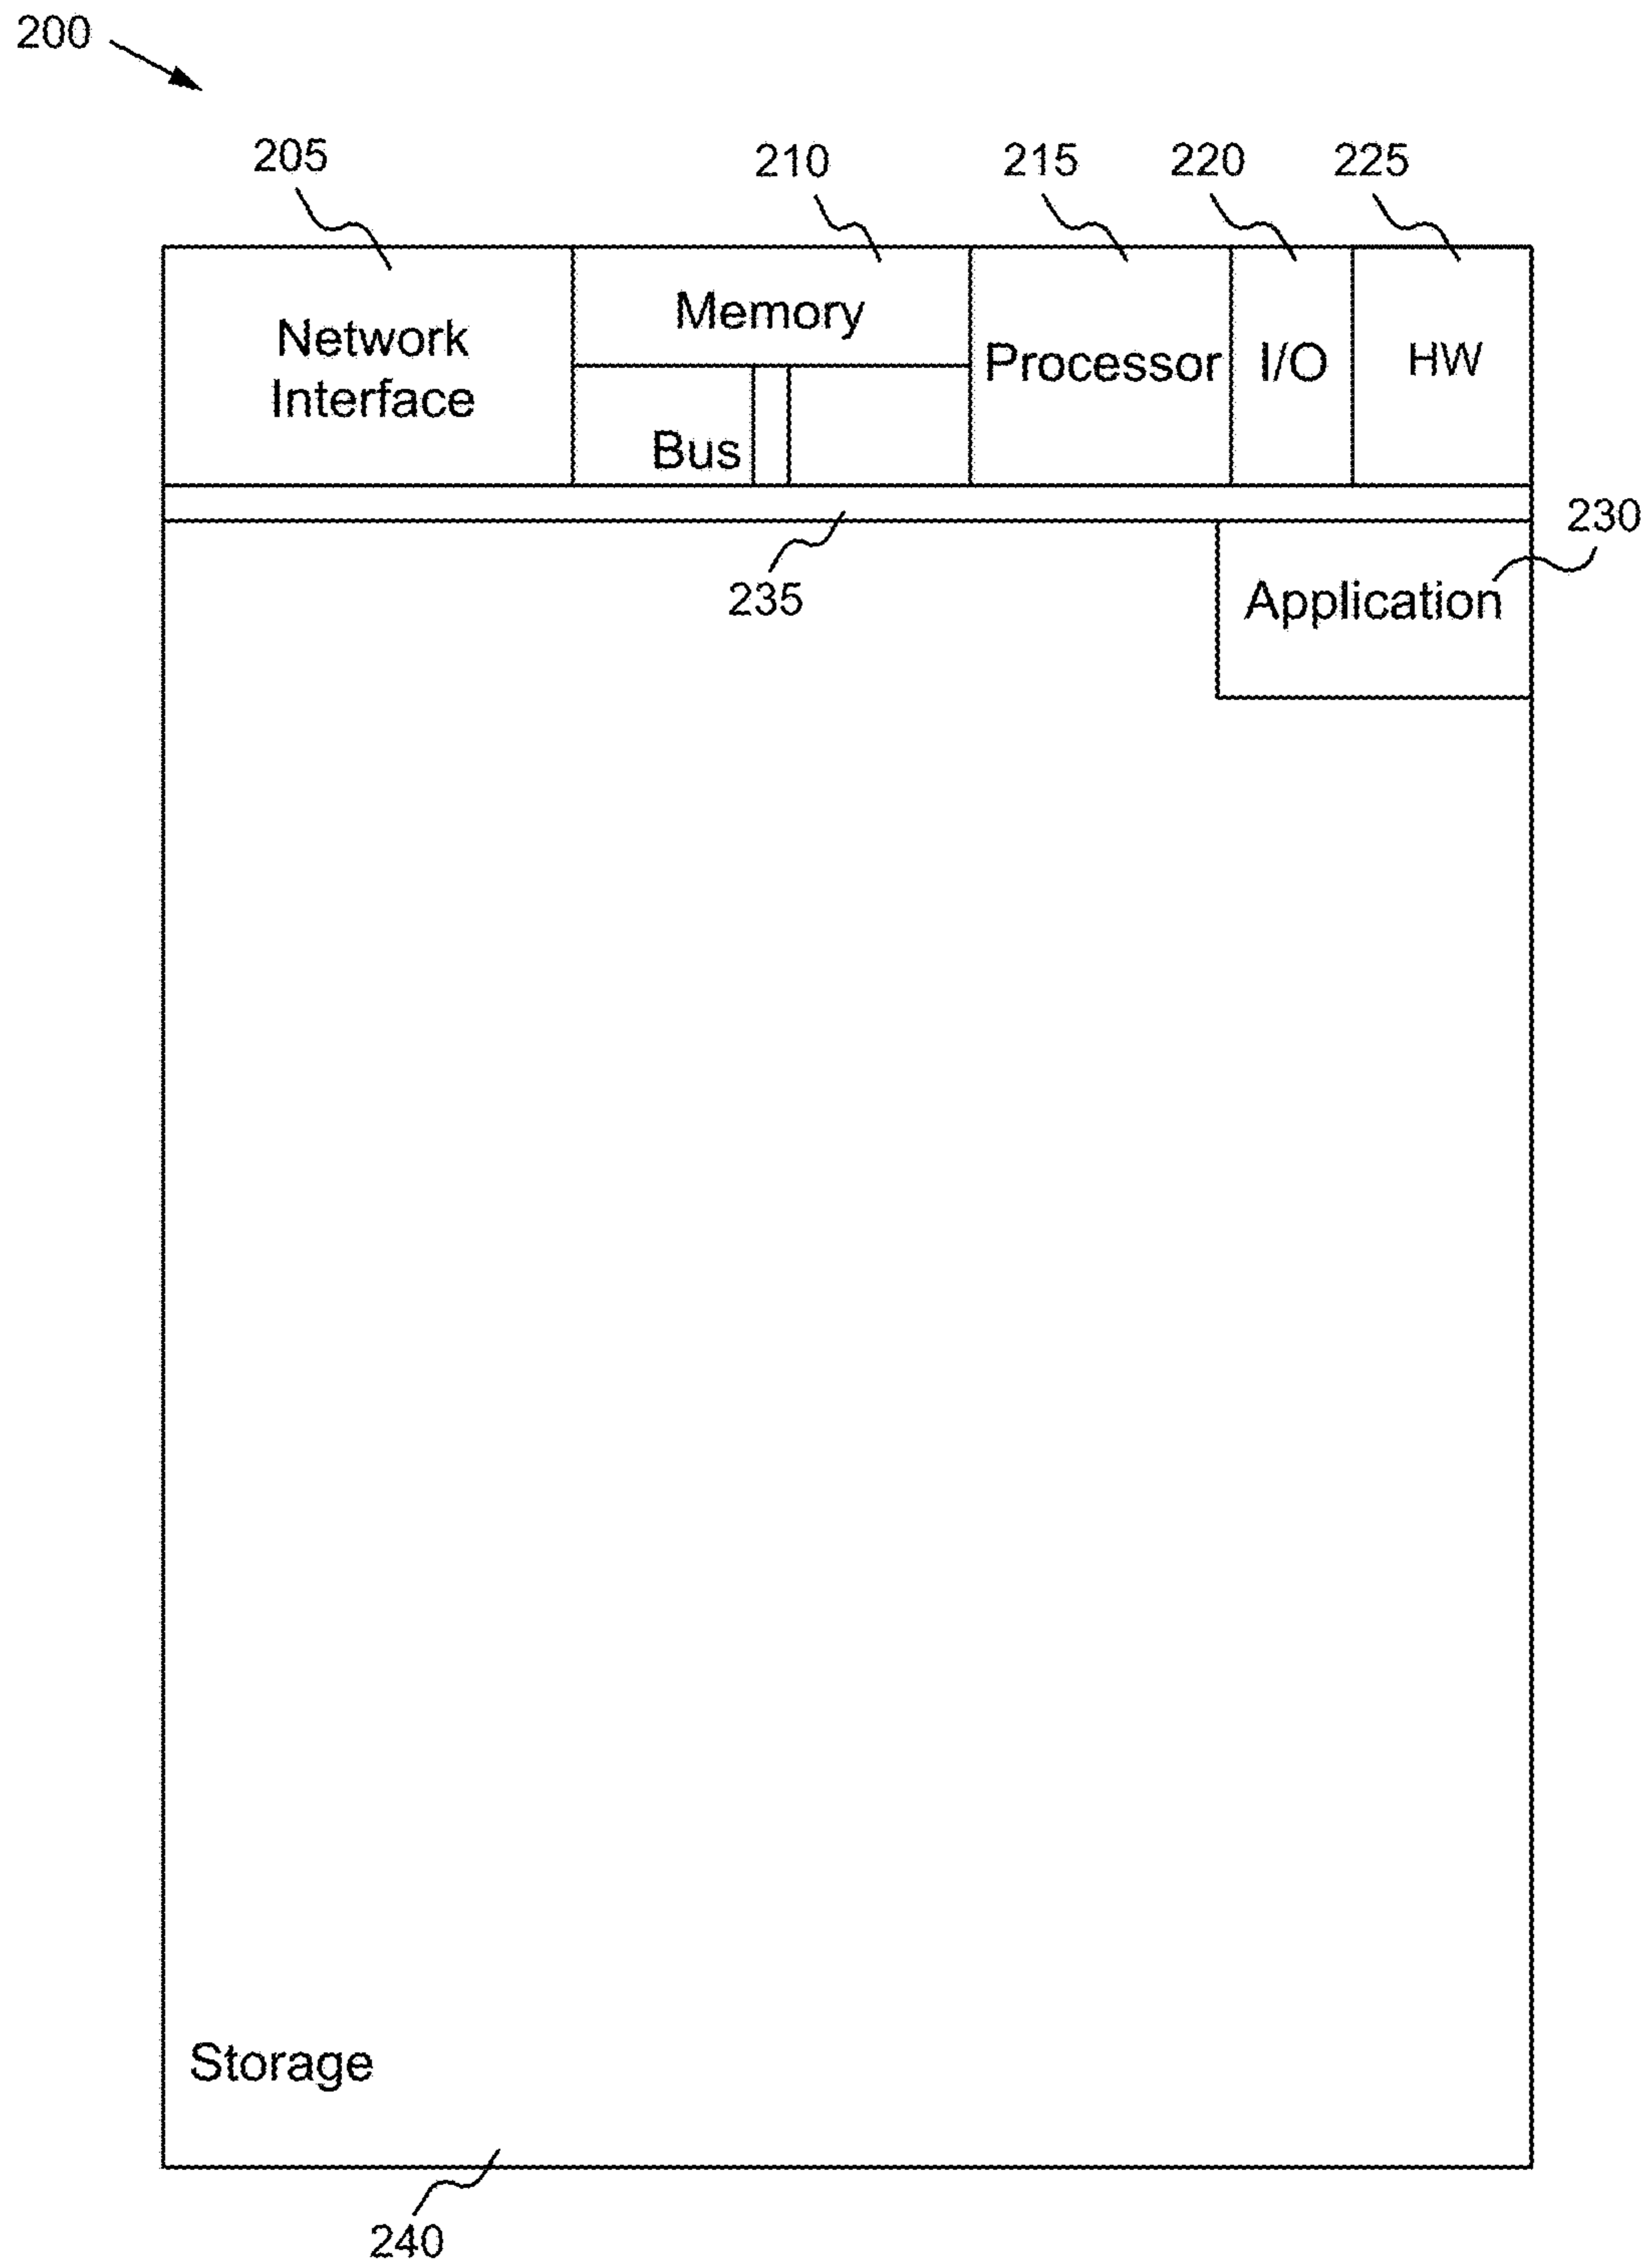 200
205
210
215
220
225
Network
Interface
Memory
Processor
I/O
HW
Bus
230
235
Application
Storage
240